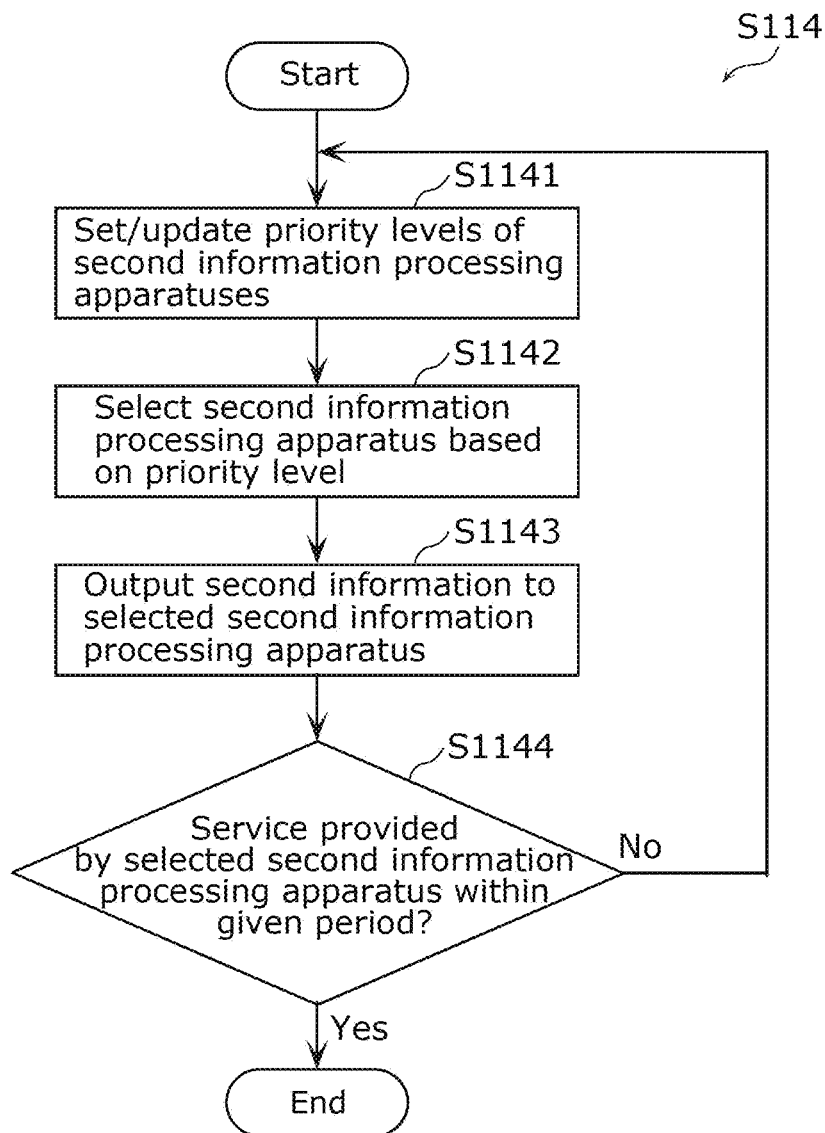 S114
Start
S1141
Set/update priority levels of
second information processing
apparatuses
S1142
Select second information
processing apparatus based
on priority level
S1143
Output second information to
selected second information
processing apparatus
S1144
Service provided
by selected second information
processing apparatus within
given period?
No
Yes
End